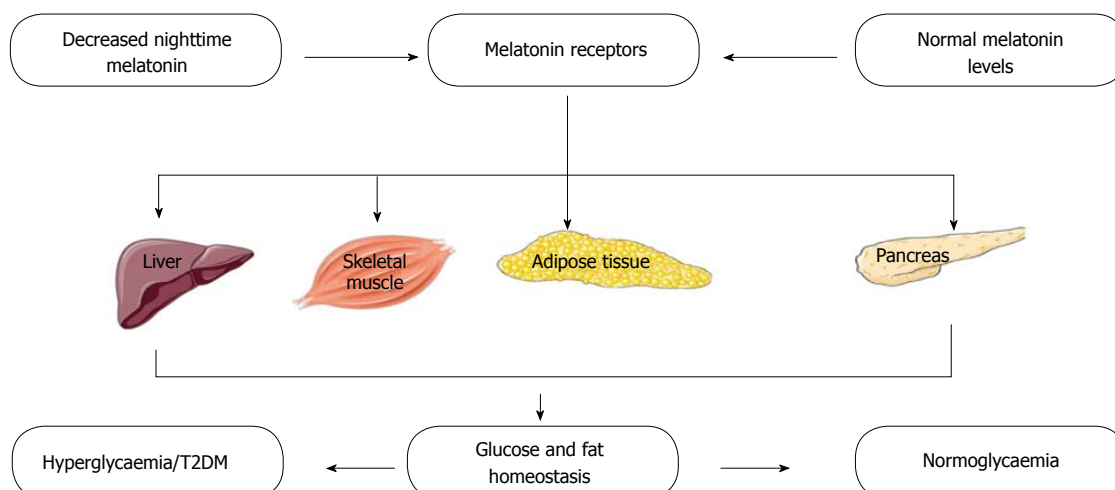 Decreased nighttime
melatonin
Melatonin receptors
Normal melatonin
levels
Liver
Skeletal
muscle
Adipose tissue
Pancreas
Hyperglycaemia/T2DM
Glucose and fat
homeostasis
Normoglycaemia